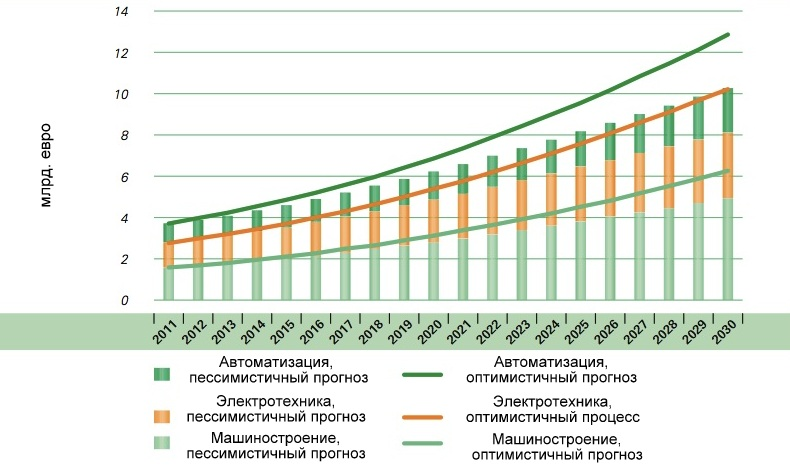 14
12
10
8
6
4
2
0
млрд. евро
2011 2012 2013 2014 2015 2016 2017 2018 2019 2020 2021 2022 2023 2024 2025 2026 2027 2028 2029 2030
Автоматизация,
пессимистичный прогноз
Автоматизация,
оптимистичный прогноз
Электротехника,
пессимистичный прогноз
Электротехника,
оптимистичный процесс
Машиностроение,
пессимистичный прогноз
Машиностроение,
оптимистичный прогноз